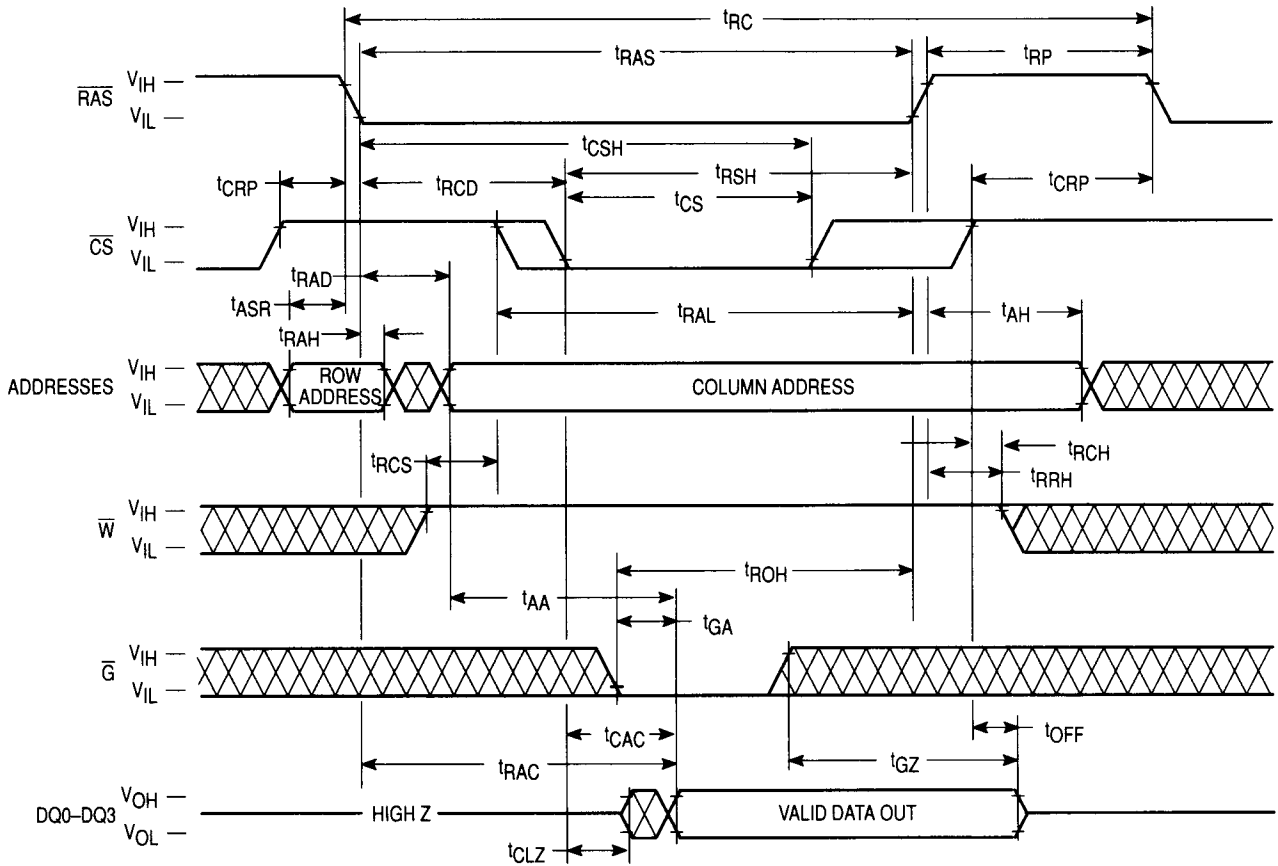 tRC
tRAS
tRP
RAS
VIH
VIL
tCSH
tCRP
tRCD
tRSH
tCS
tCRP
CS
VIH
VIL
tRAD
tASR
tRAH
tRAL
tAH
ADDRESSES
VIH
VIL
ROW
ADDRESS
COLUMN ADDRESS
tRCS
tRCH
tRRH
W
VIH
VIL
tROH
tAA
tGA
G
VIH
VIL
tCAC
tRAC
tOFF
tGZ
DQ0–DQ3
VOH
VOL
HIGH Z
VALID DATA OUT
tCLZ